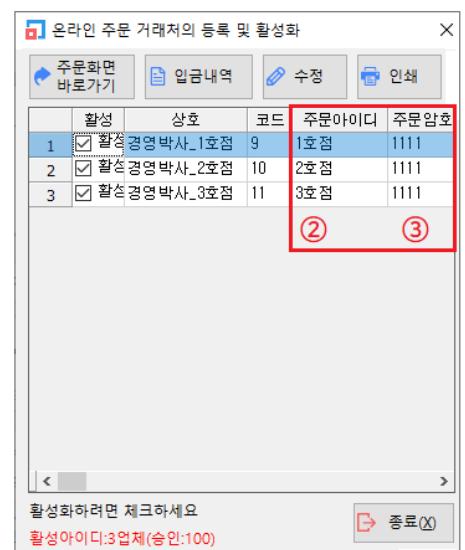 온라인 주문 거래처의 등록 및 활성화
주문화면 바로가기 입금내역 수정 인쇄
활성 상호 코드 주문아이디 주문암호
1 활성 경영박사_1호점 9 1호점 1111
2 활성 경영박사_2호점 10 2호점 1111
3 활성 경영박사_3호점 11 3호점 1111
② ③
활성화하려면 체크하세요
종료(X)
활성아이디:3업체(승인:100)